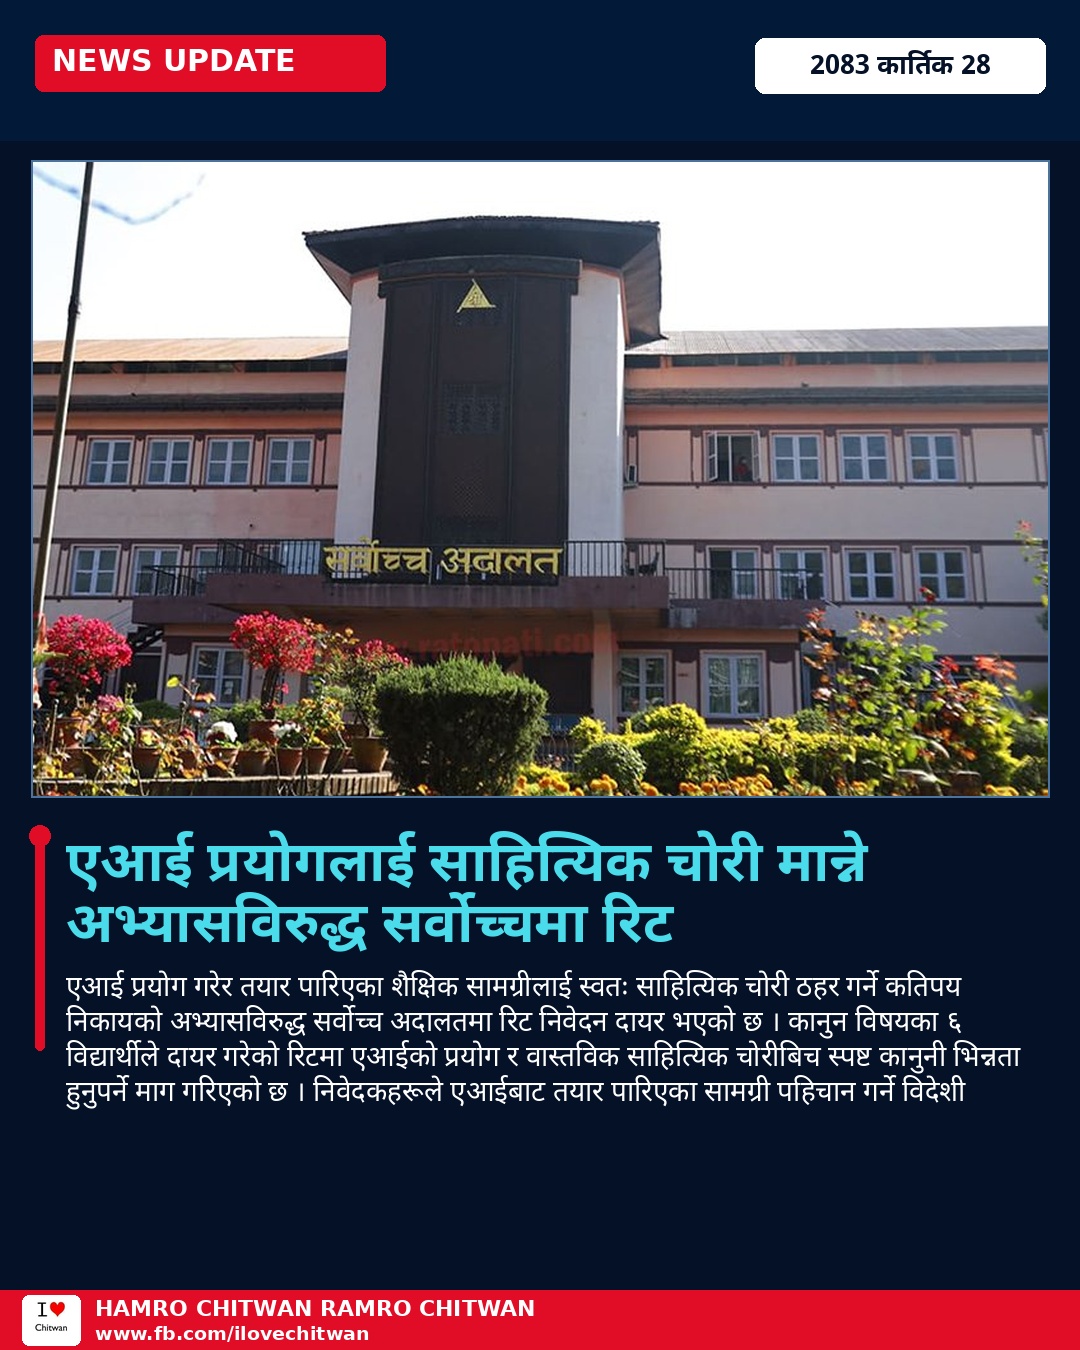 NEWS UPDATE
2083 कार्तिक 28
श्री
सर्वोच्च अदालत
www.ratopati.com
एआई प्रयोगलाई साहित्यिक चोरी मान्ने
अभ्यासविरुद्ध सर्वोच्चमा रिट
एआई प्रयोग गरेर तयार पारिएका शैक्षिक सामग्रीलाई स्वतः साहित्यिक चोरी ठहर गर्ने कतिपय
निकायको अभ्यासविरुद्ध सर्वोच्च अदालतमा रिट निवेदन दायर भएको छ । कानुन विषयका ६
विद्यार्थीले दायर गरेको रिटमा एआईको प्रयोग र वास्तविक साहित्यिक चोरीबिच स्पष्ट कानुनी भिन्नता
हुनुपर्ने माग गरिएको छ । निवेदकहरूले एआईबाट तयार पारिएका सामग्री पहिचान गर्ने विदेशी
I ❤
Chitwan
HAMRO CHITWAN RAMRO CHITWAN
www.fb.com/ilovechitwan